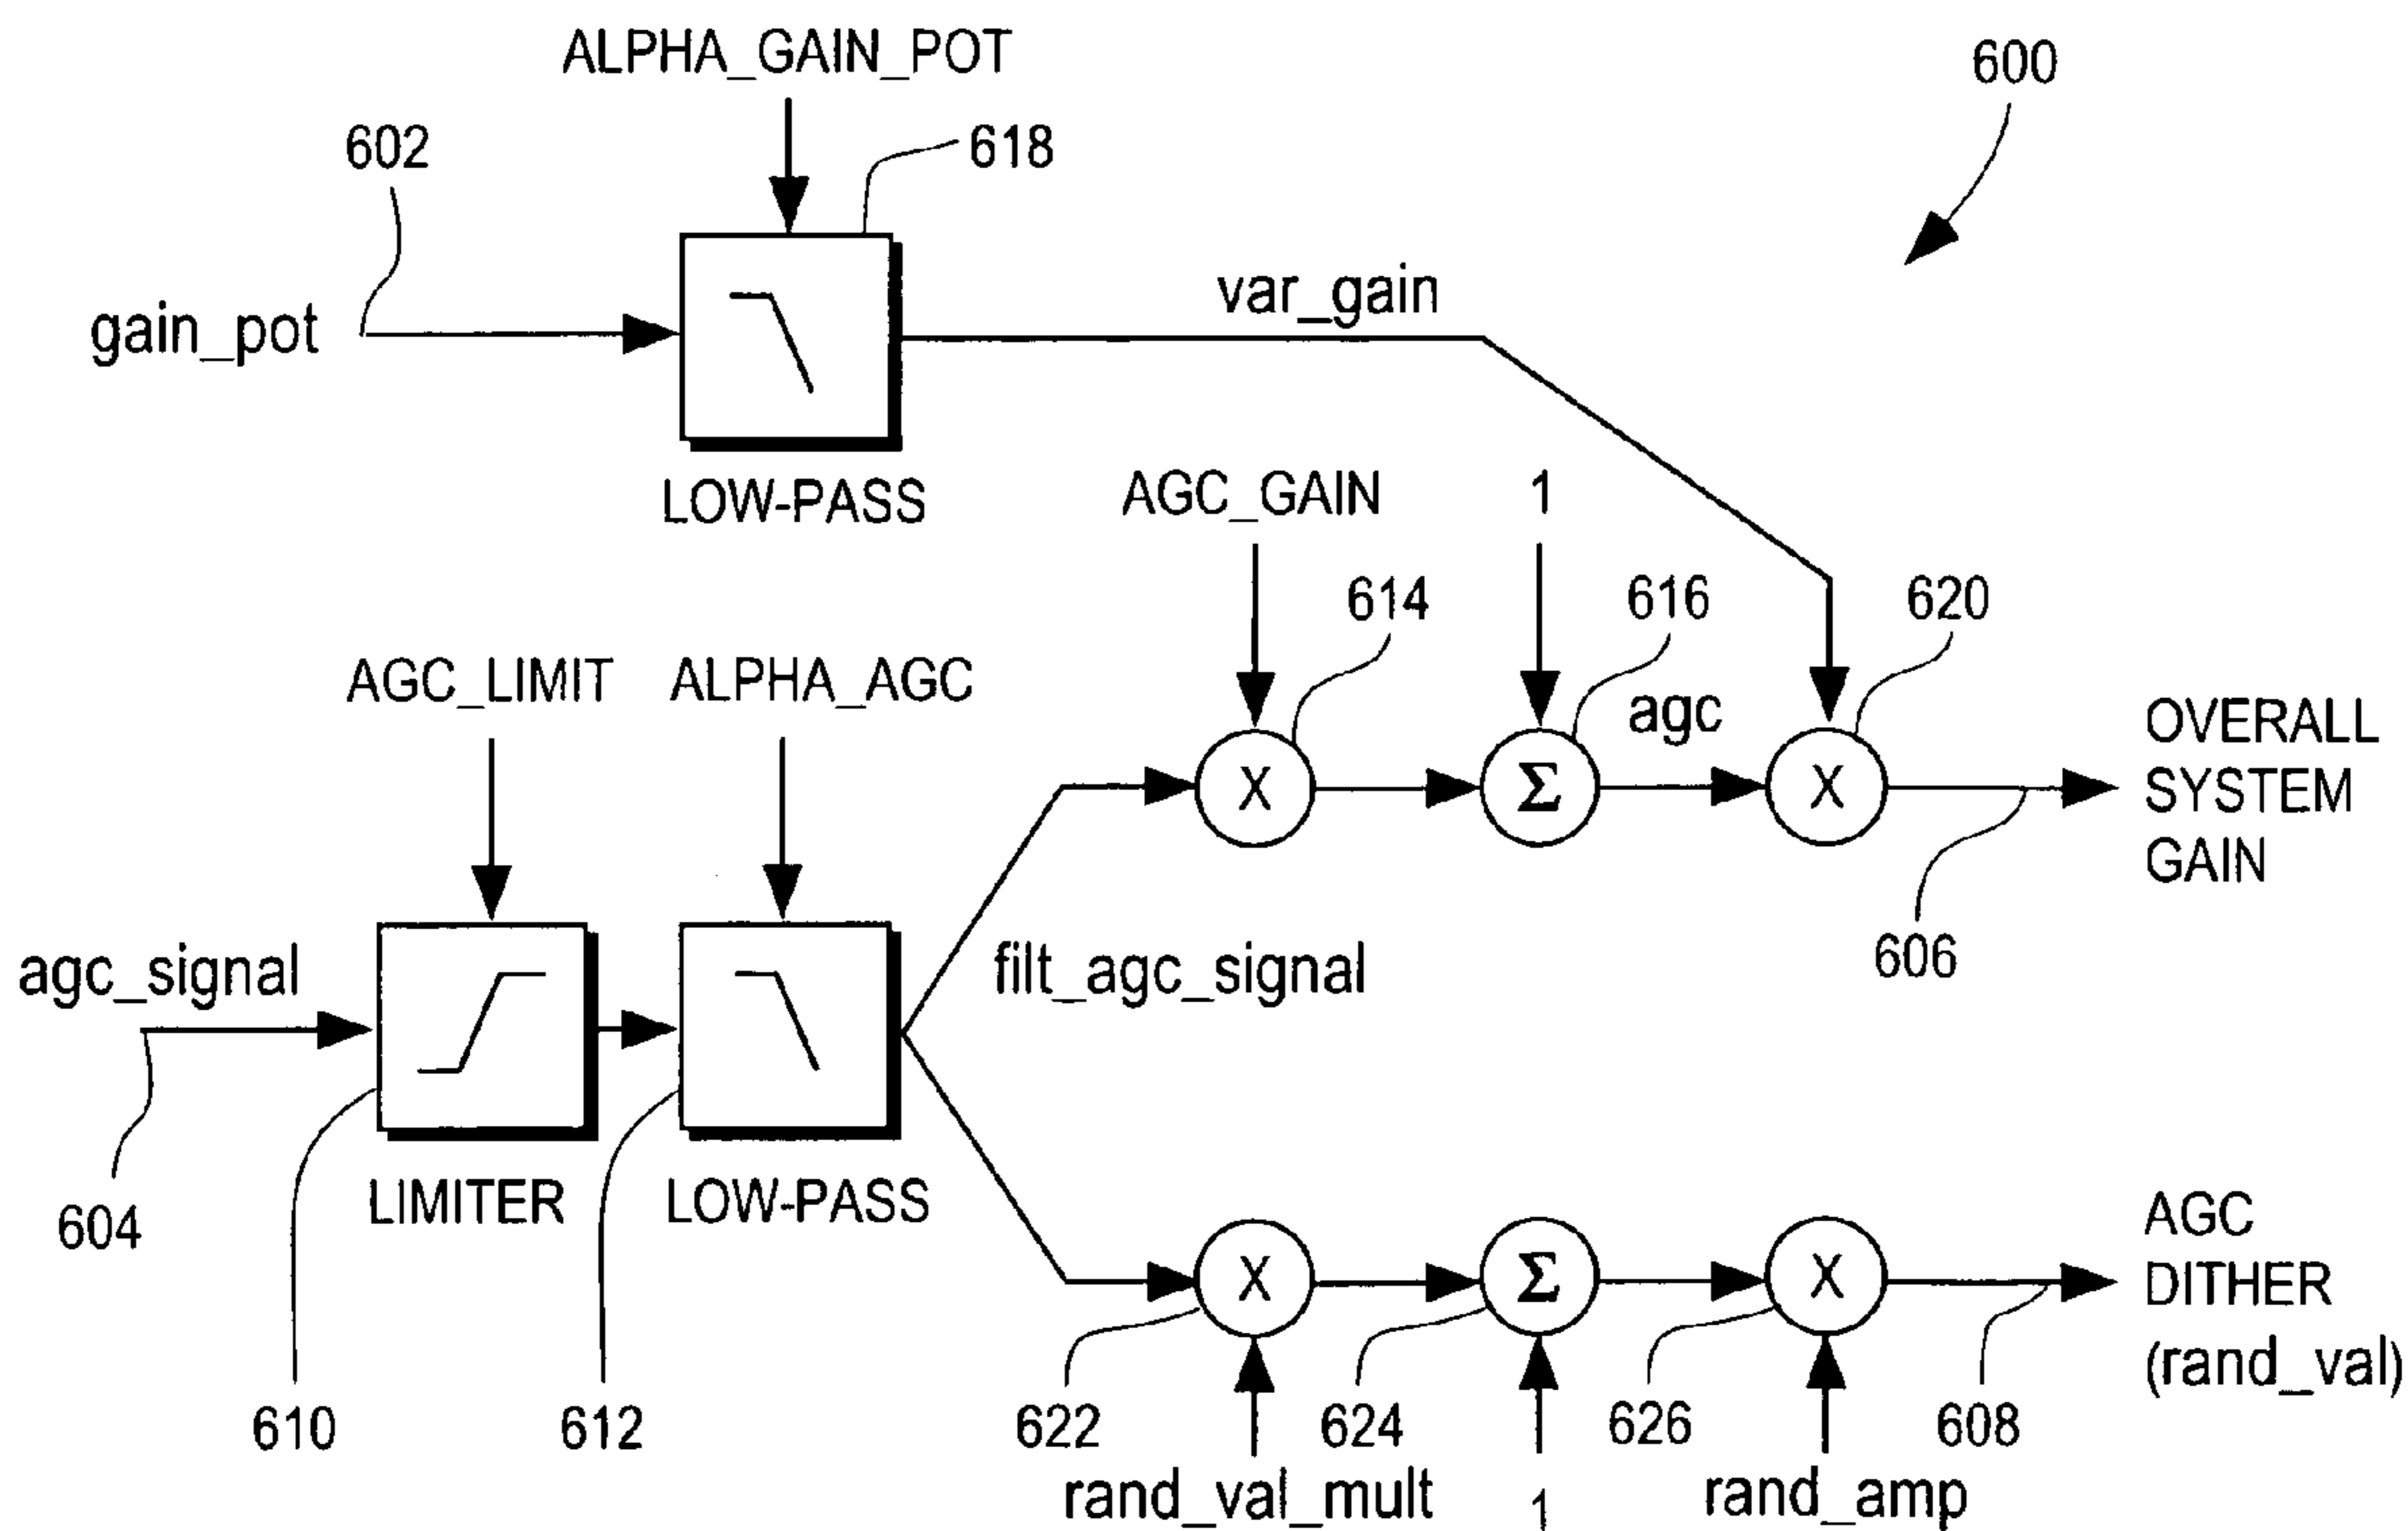 ALPHA_GAIN_POT
600
602
618
gain_pot
var_gain
LOW-PASS
AGC_GAIN
1
614
616
620
AGC_LIMIT
ALPHA_AGC
agc
X
Σ
X
OVERALL
SYSTEM
GAIN
606
agc_signal
filt_agc_signal
604
LIMITER
LOW-PASS
X
Σ
X
AGC
DITHER
(rand_val)
610
612
622
624
626
608
rand_val_mult
1
rand_amp